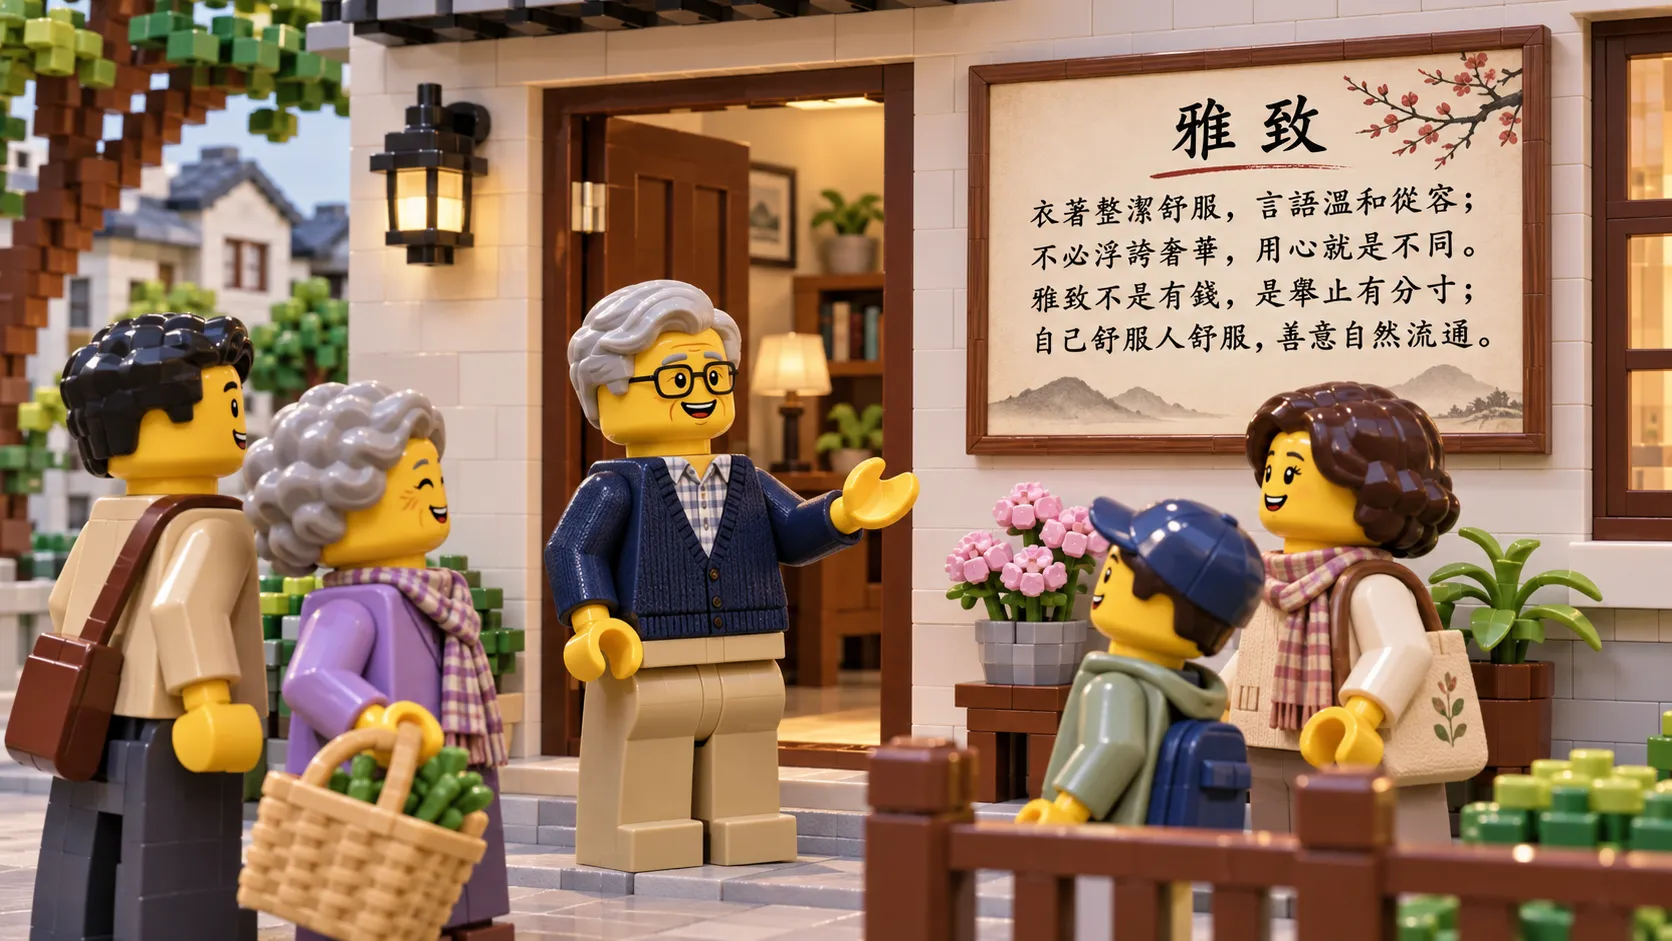 雅致
衣著整潔舒服，言語溫和從容；
不必浮誇奢華，用心就是不同。
雅致不是有錢，是舉止有分寸；
自己舒服人舒服，善意自然流通。